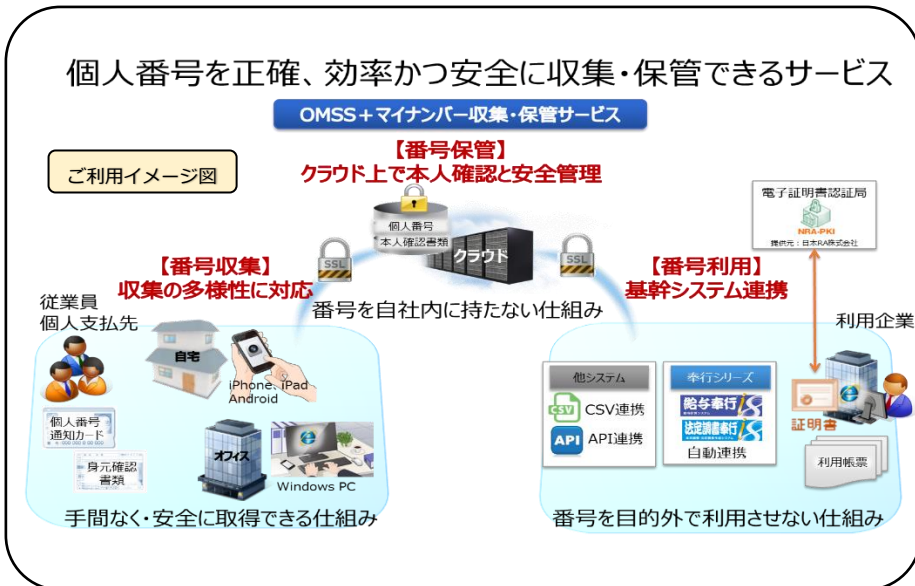 個人番号を正確、効率かつ安全に収集・保管できるサービス
OMSS+マイナンバー収集・保管サービス
ご利用イメージ図
【番号保管】
クラウド上で本人確認と安全管理
個人番号
本人確認書類
クラウド
SSL
SSL
番号を自社内に持たない仕組み
電子証明書認証局
NRA-PKI
提供元：日本RA株式会社
【番号収集】
収集の多様性に対応
従業員
個人支払先
自宅
iPhone、iPad
Android
個人番号
通知カード
身元確認
書類
オフィス
Windows PC
手間なく・安全に取得できる仕組み
【番号利用】
基幹システム連携
利用企業
他システム
CSV
CSV連携
API
API連携
奉行シリーズ
給与奉行i8
法定調書奉行i8
自動連携
証明書
利用帳票
番号を目的外で利用させない仕組み